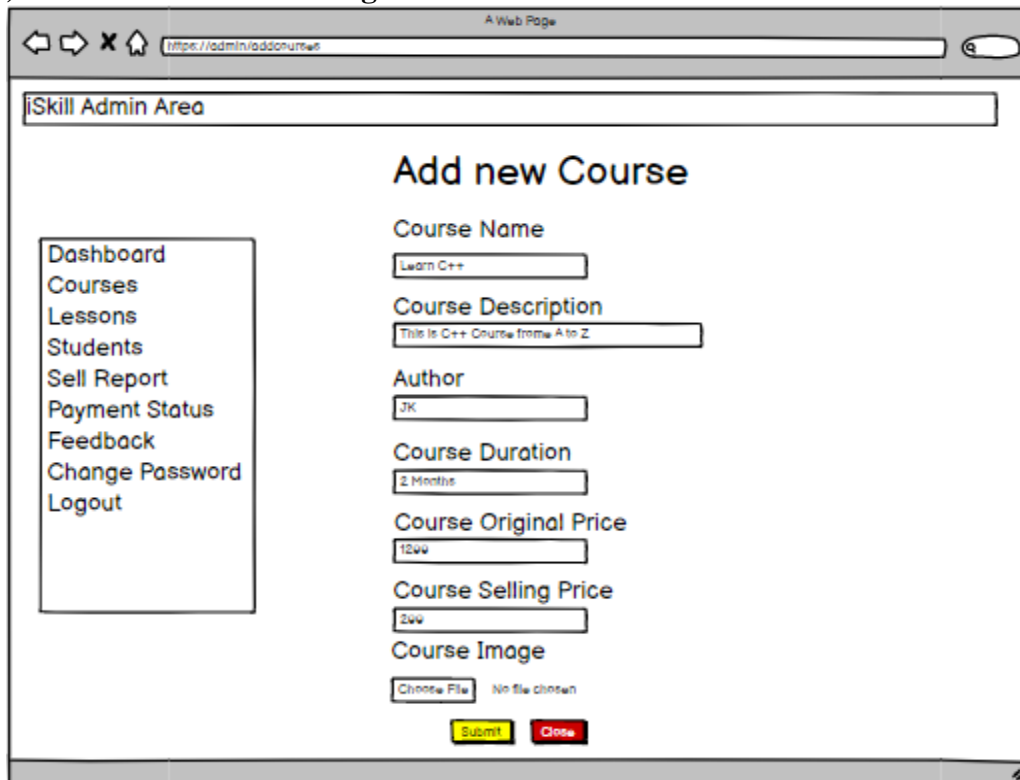 A Web Page
https://admin/addcourses
iSkill Admin Area
Add new Course
Dashboard
Courses
Lessons
Students
Sell Report
Payment Status
Feedback
Change Password
Logout
Course Name
Learn C++
Course Description
This is C++ Course frome A to Z
Author
JK
Course Duration
2 Months
Course Original Price
1299
Course Selling Price
299
Course Image
Choose File No file chosen
Submit Close